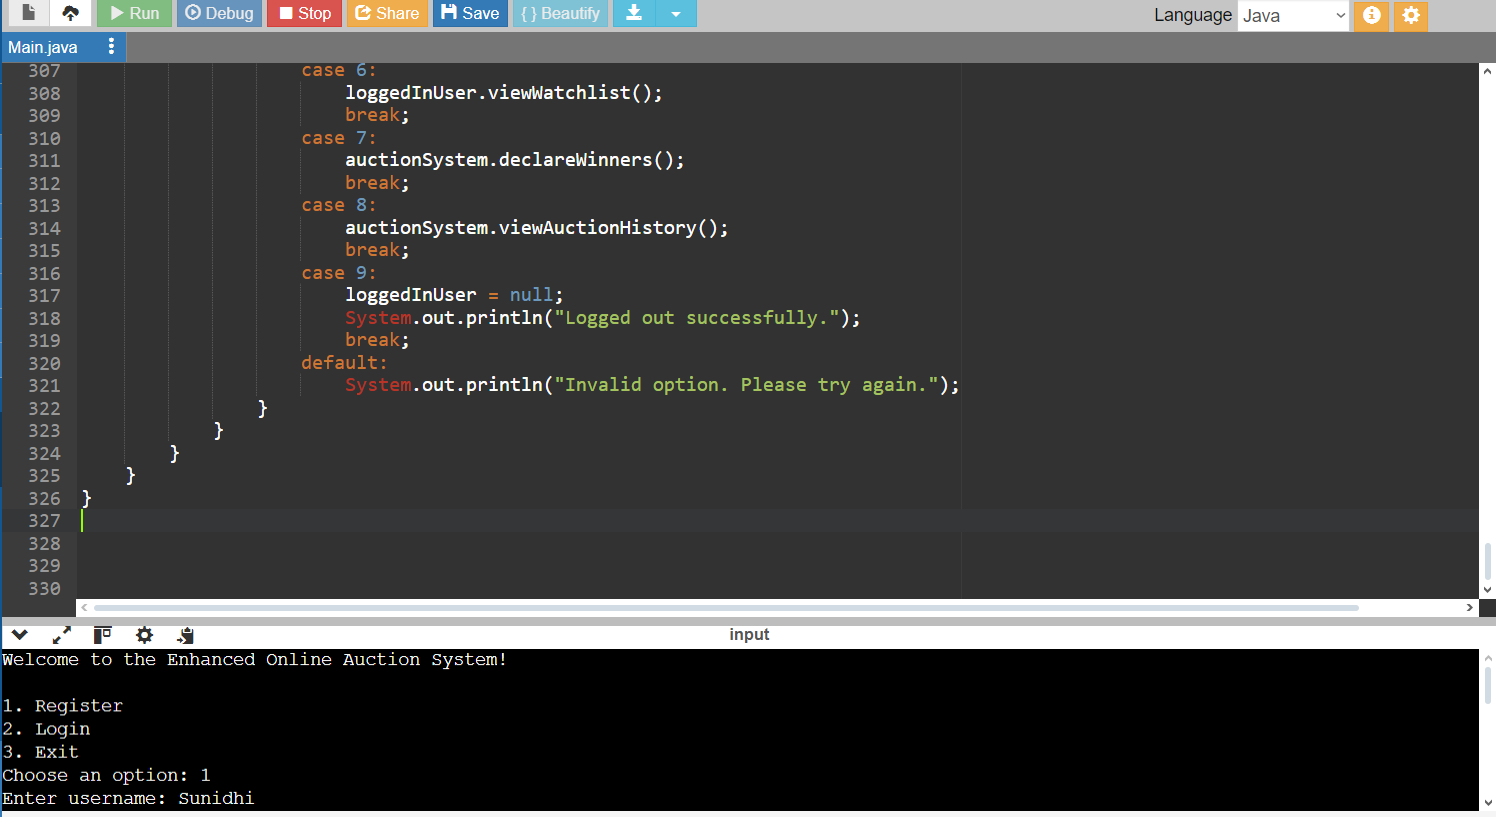 Run Debug Stop Share Save { } Beautify Language Java
Main.java
307 case 6:
308 loggedInUser.viewWatchlist();
309 break;
310 case 7:
311 auctionSystem.declareWinners();
312 break;
313 case 8:
314 auctionSystem.viewAuctionHistory();
315 break;
316 case 9:
317 loggedInUser = null;
318 System.out.println("Logged out successfully.");
319 break;
320 default:
321 System.out.println("Invalid option. Please try again.");
322 }
323 }
324 }
325 }
326 }
327
328
329
330
input
Welcome to the Enhanced Online Auction System!
1. Register
2. Login
3. Exit
Choose an option: 1
Enter username: Sunidhi